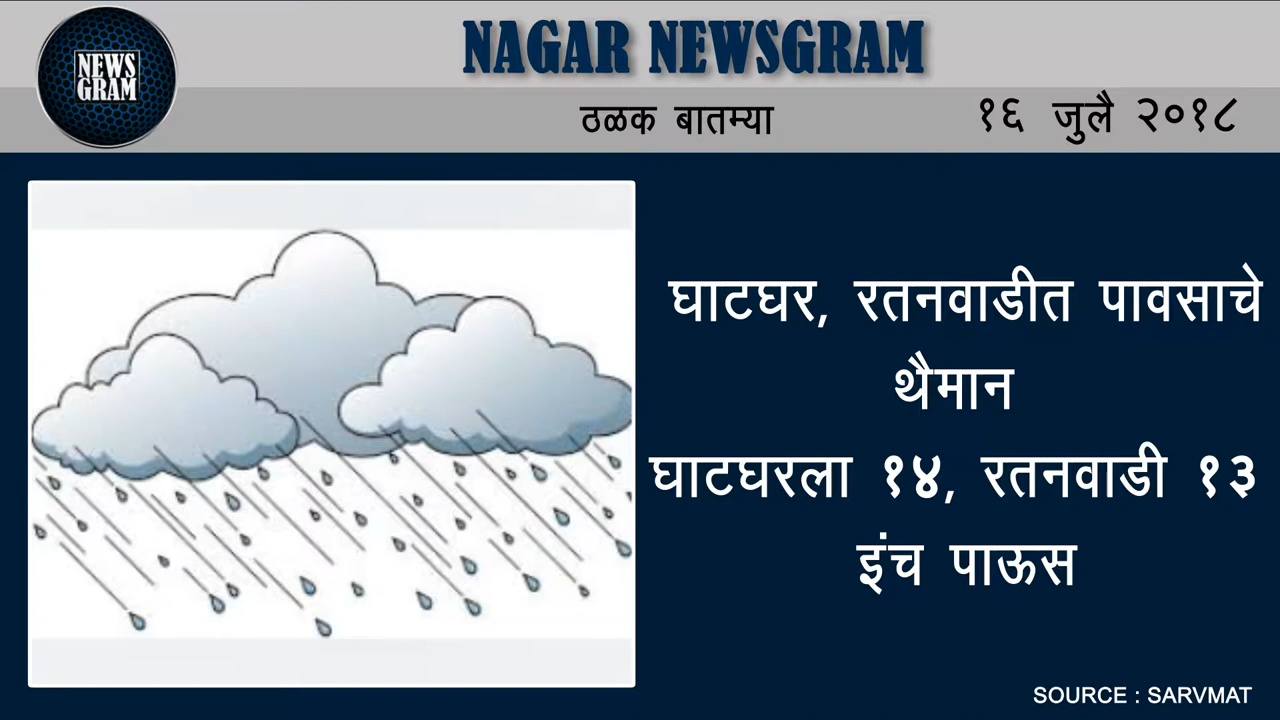 NEWS
GRAM
NAGAR NEWSGRAM
ठळक बातम्या
१६ जुलै २०१८
घाटघर, रतनवाडीत पावसाचे
थैमान
घाटघरला १४, रतनवाडी १३
इंच पाऊस
SOURCE : SARVMAT